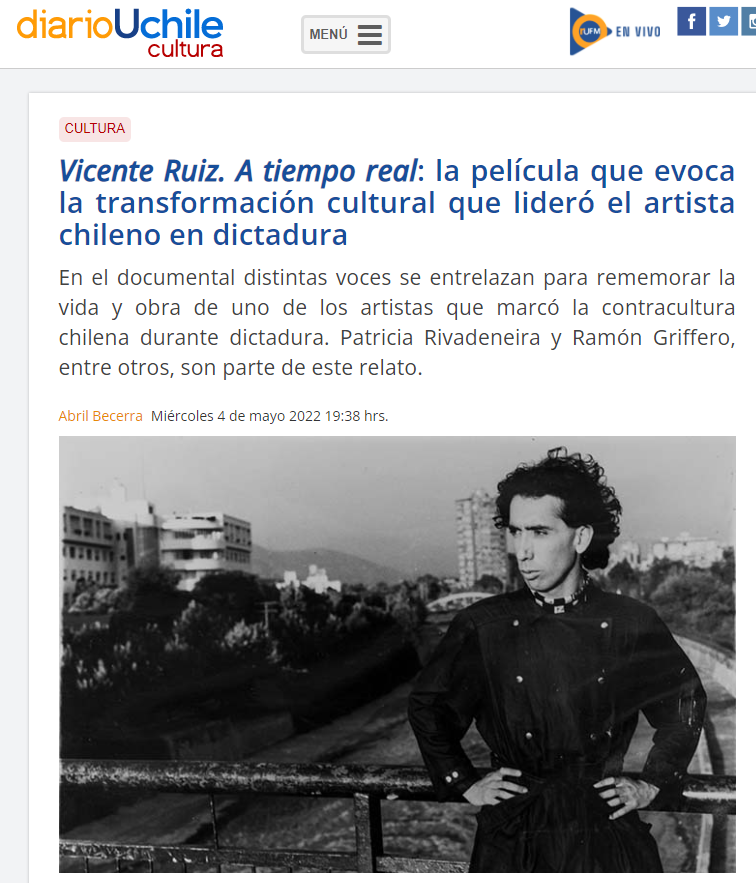 diarioUchile
cultura
MENÚ
rUFM
EN VIVO
f
CULTURA
Vicente Ruiz. A tiempo real: la película que evoca
la transformación cultural que lideró el artista
chileno en dictadura
En el documental distintas voces se entrelazan para rememorar la
vida y obra de uno de los artistas que marcó la contracultura
chilena durante dictadura. Patricia Rivadeneira y Ramón Griffero,
entre otros, son parte de este relato.
Abril Becerra Miércoles 4 de mayo 2022 19:38 hrs.